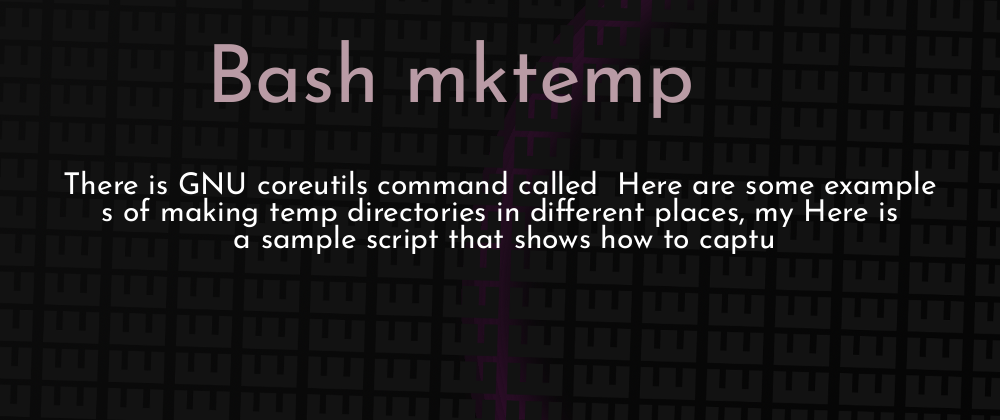 Bash mktemp
There is GNU coreutils command called  Here are some example
s of making temp directories in different places, my Here is
a sample script that shows how to captu